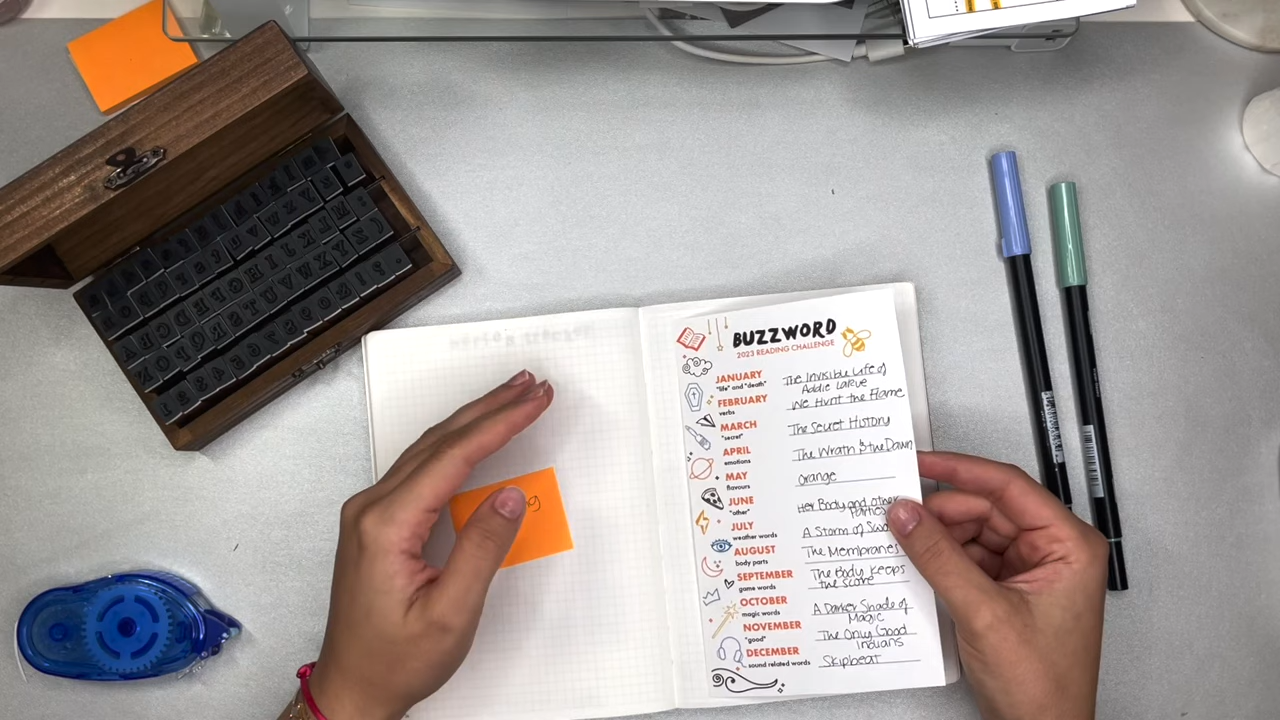 BUZZWORD
2023 READING CHALLENGE
JANUARY
"life" and "death"
The Invisible Life of
Addie LaRue
FEBRUARY
verbs
We Hunt the Flame
MARCH
"secret"
The Secret History
APRIL
emotions
The Wrath & the Dawn
MAY
flavours
Orange
JUNE
"other"
Her Body and other
Parties
JULY
weather words
A Storm of
AUGUST
body parts
The Membranes
SEPTEMBER
game words
The Body Keeps
the Score
OCTOBER
magic words
A Darker Shade of
Magic
NOVEMBER
"good"
The Only Good
Indians
DECEMBER
sound related words
Skipbeat